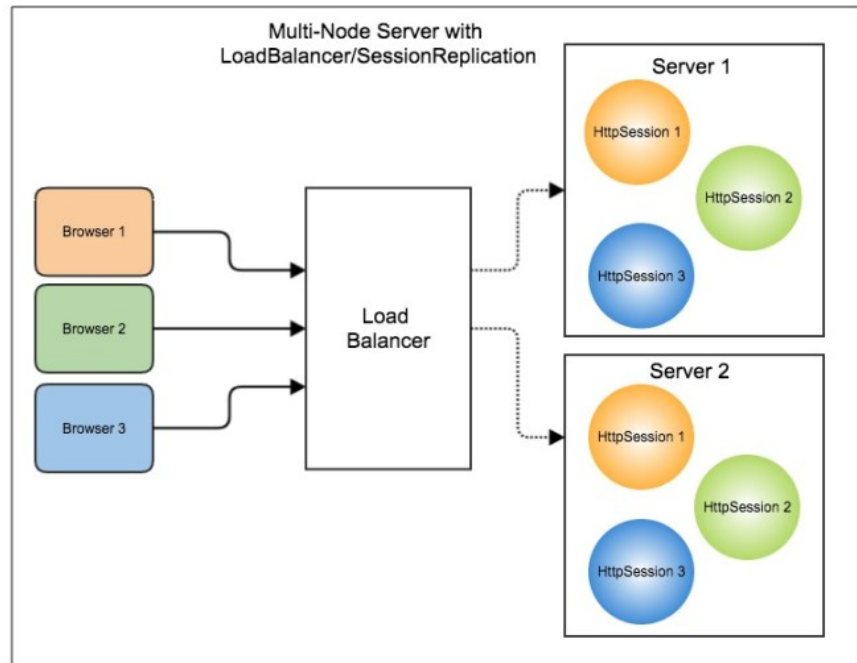 Multi-Node Server with
LoadBalancer/SessionReplication
Browser 1
Browser 2
Browser 3
Load
Balancer
Server 1
HttpSession 1
HttpSession 2
HttpSession 3
Server 2
HttpSession 1
HttpSession 2
HttpSession 3